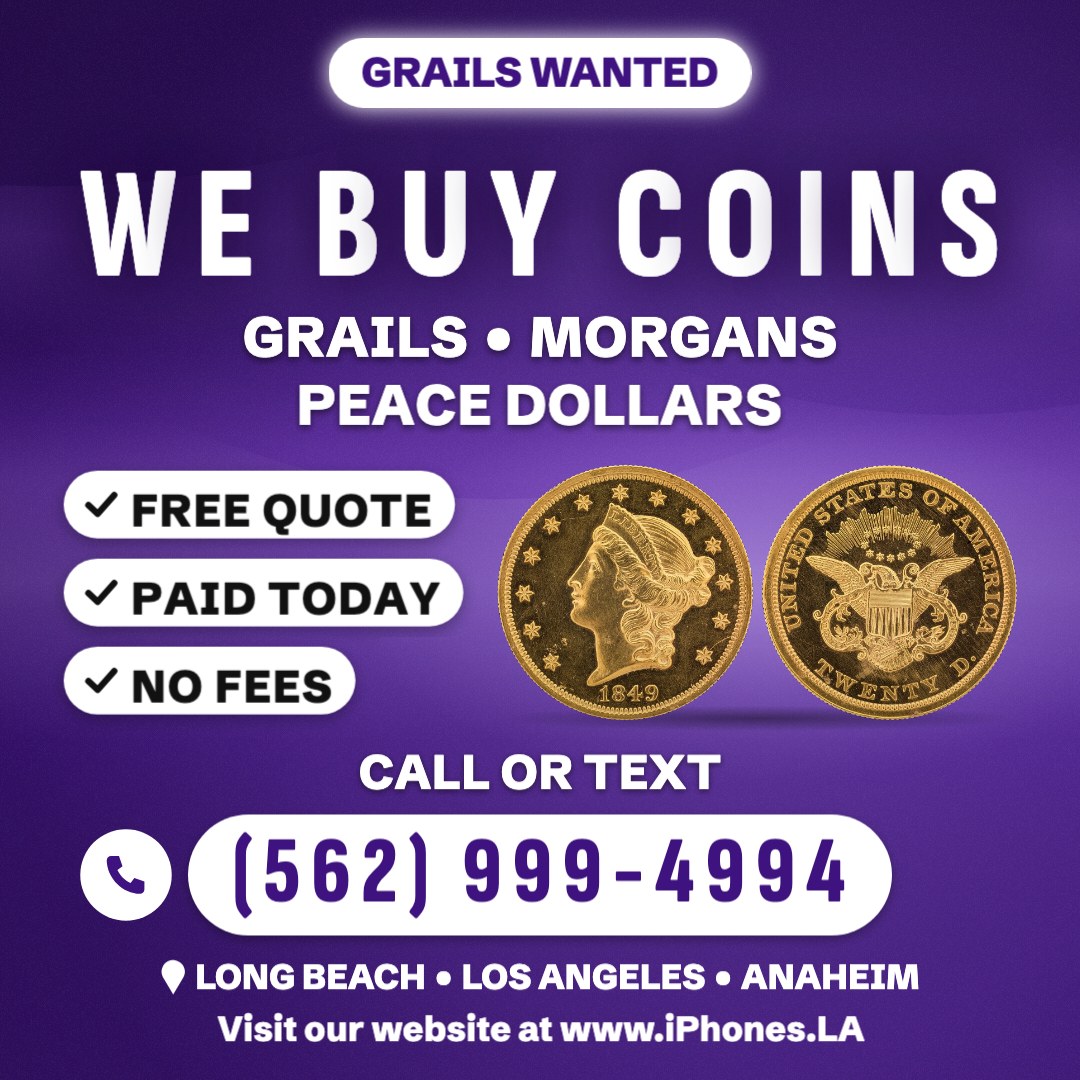 GRAILS WANTED
WE BUY COINS
GRAILS • MORGANS
PEACE DOLLARS
✓ FREE QUOTE
✓ PAID TODAY
✓ NO FEES
1849
UNITED STATES OF AMERICA
TWENTY D.
CALL OR TEXT
(562) 999-4994
LONG BEACH • LOS ANGELES • ANAHEIM
Visit our website at www.iPhones.LA